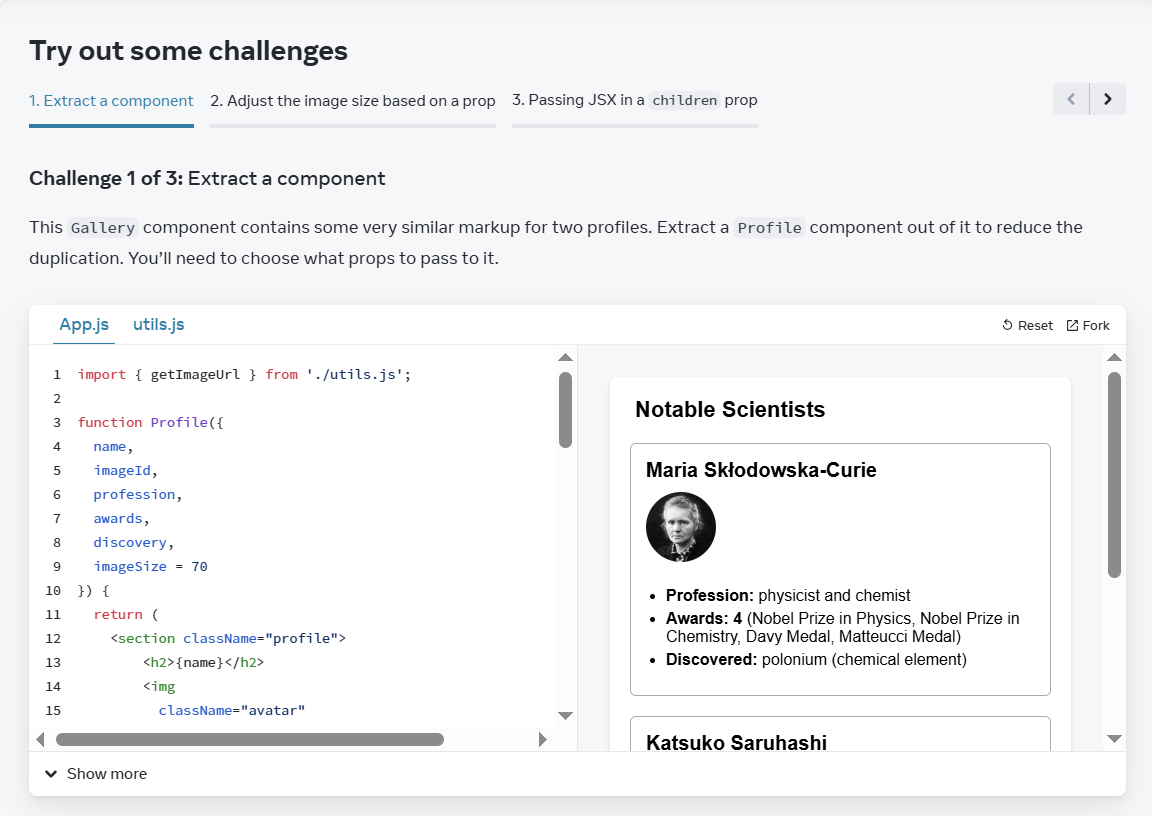 Try out some challenges
1. Extract a component 2. Adjust the image size based on a prop 3. Passing JSX in a children prop
Challenge 1 of 3: Extract a component
This Gallery component contains some very similar markup for two profiles. Extract a Profile component out of it to reduce the
duplication. You’ll need to choose what props to pass to it.
App.js utils.js Reset Fork
1 import { getImageUrl } from './utils.js';
2
3 function Profile({
4   name,
5   imageId,
6   profession,
7   awards,
8   discovery,
9   imageSize = 70
10 }) {
11   return (
12     <section className="profile">
13         <h2>{name}</h2>
14         <img
15           className="avatar"
Notable Scientists
Maria Skłodowska-Curie
• Profession: physicist and chemist
• Awards: 4 (Nobel Prize in Physics, Nobel Prize in
Chemistry, Davy Medal, Matteucci Medal)
• Discovered: polonium (chemical element)
Katsuko Saruhashi
Show more